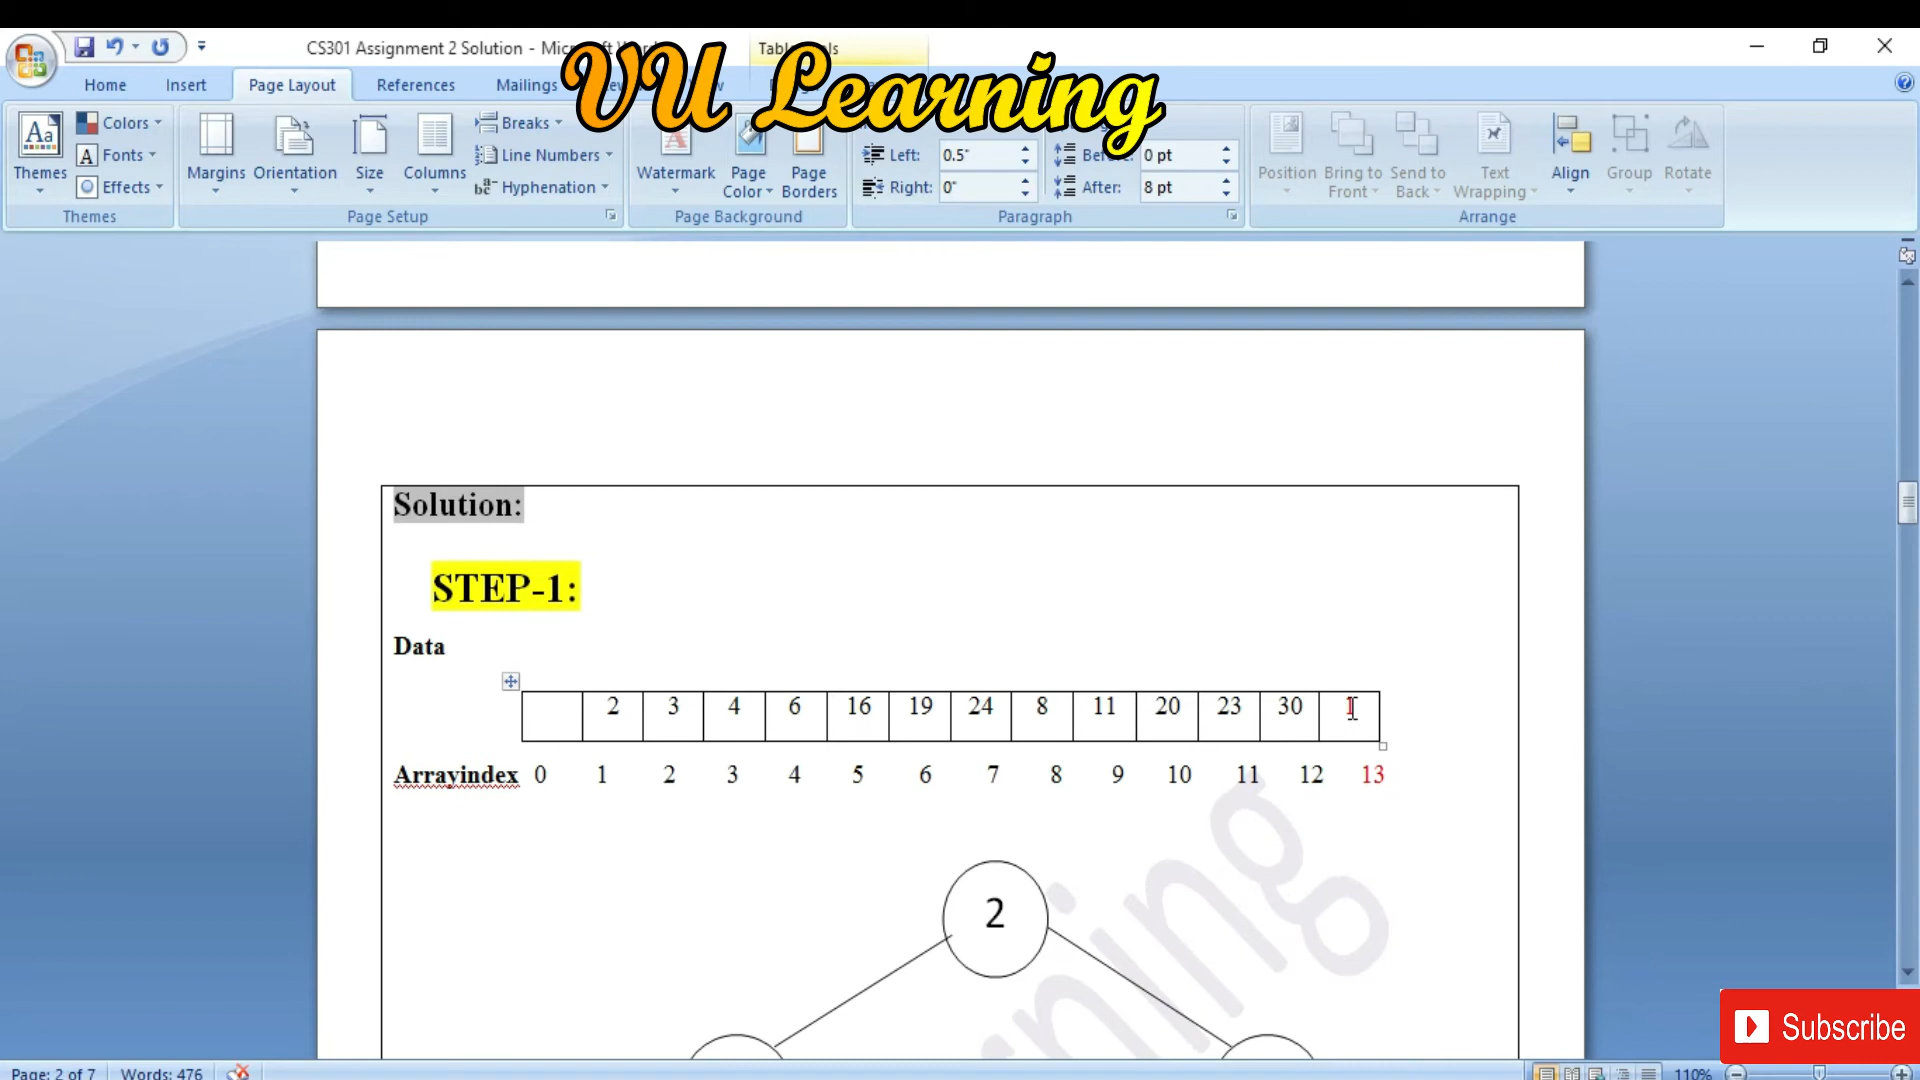 CS301 Assignment 2 Solution - Micr
VU Learning
Home Insert Page Layout References Mailings
Themes
Colors
Fonts
Effects
Themes
Margins
Orientation
Size
Columns
Breaks
Line Numbers
Hyphenation
Page Setup
Watermark
Page Color
Page Borders
Page Background
Left: 0.5"
Right: 0"
Before: 0 pt
After: 8 pt
Paragraph
Position
Bring to Front
Send to Back
Text Wrapping
Align
Group
Rotate
Arrange
Solution:
STEP-1:
Data
2 3 4 6 16 19 24 8 11 20 23 30 1
Arrayindex 0 1 2 3 4 5 6 7 8 9 10 11 12 13
2
rning
Subscribe
Page: 2 of 7 Words: 476 110%